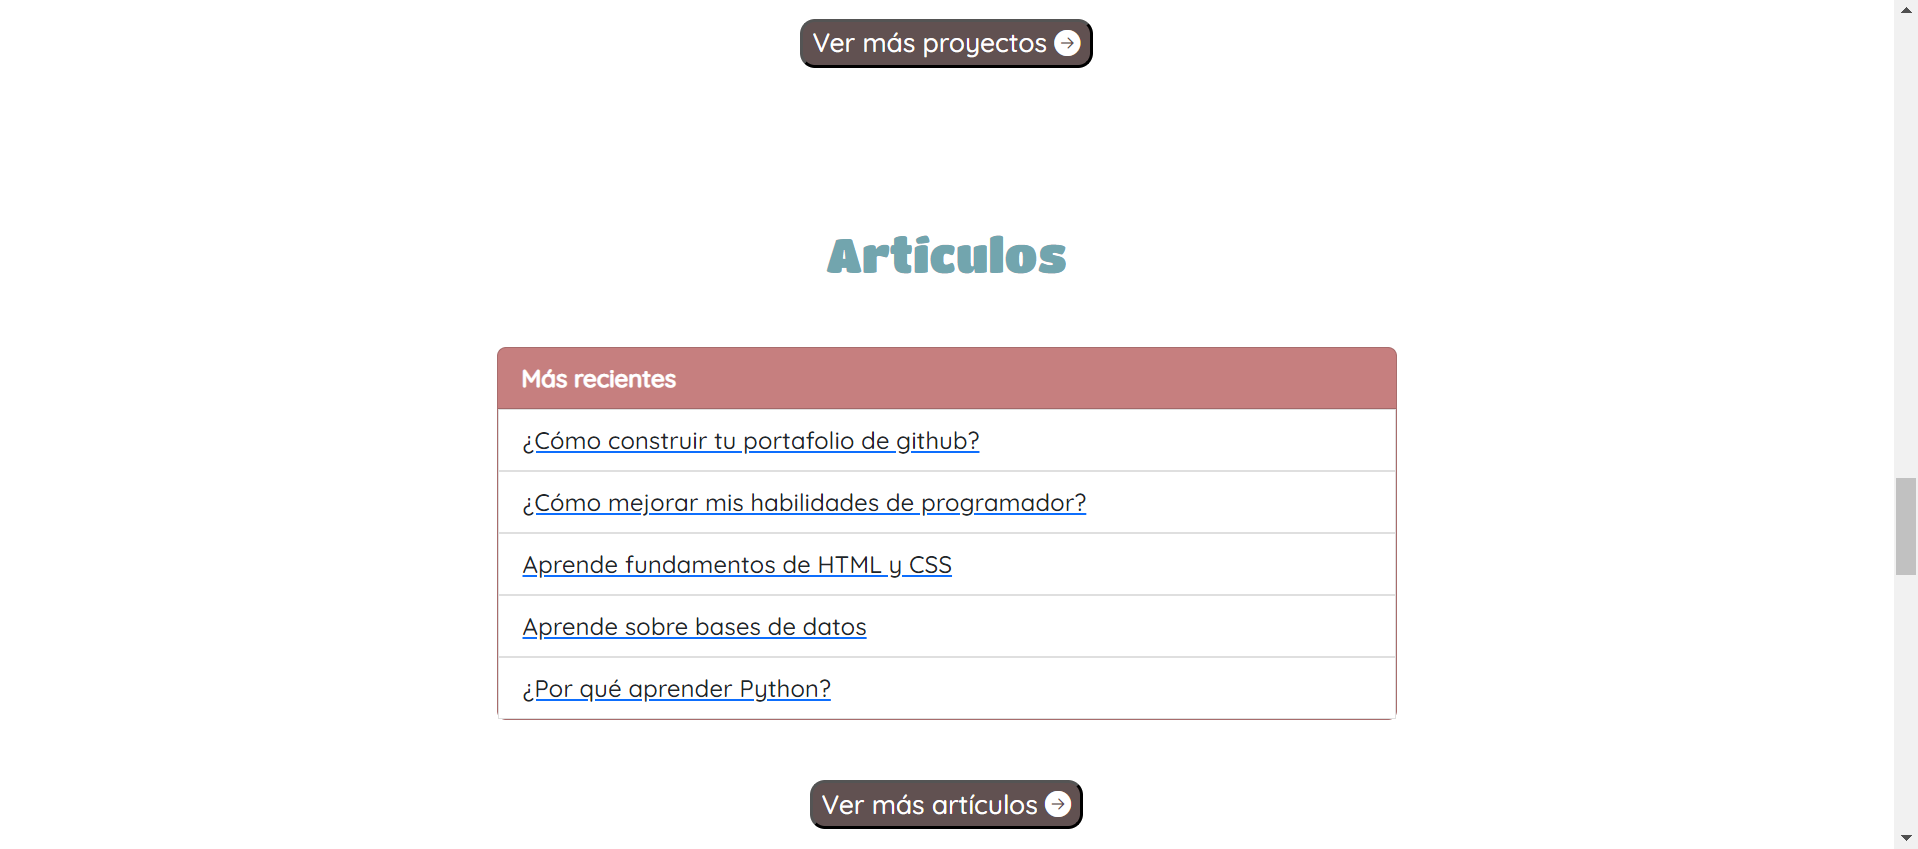 Ver más proyectos
Artículos
Más recientes
¿Cómo construir tu portafolio de github?
¿Cómo mejorar mis habilidades de programador?
Aprende fundamentos de HTML y CSS
Aprende sobre bases de datos
¿Por qué aprender Python?
Ver más artículos